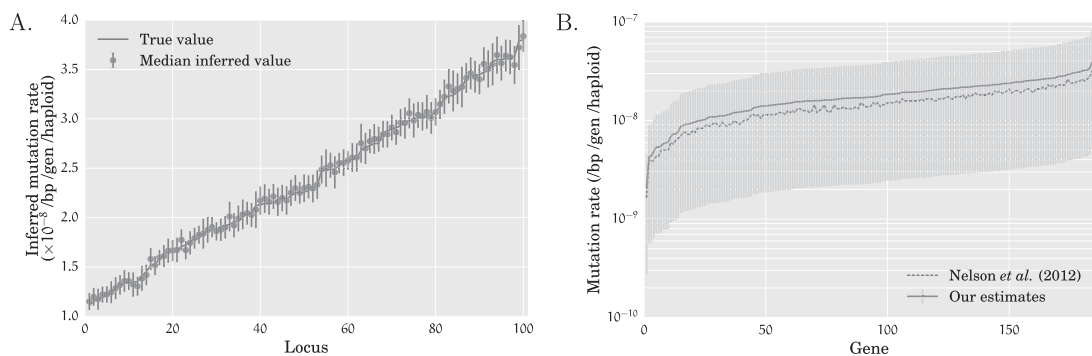 A.
4.0
3.5
3.0
2.5
2.0
1.5
1.0
Inferred mutation rate
(×10⁻⁸/bp /gen /haploid)
True value
Median inferred value
0 20 40 60 80 100
Locus
B.
10⁻⁷
10⁻⁸
10⁻⁹
10⁻¹⁰
Mutation rate (/bp /gen /haploid)
Nelson et al. (2012)
Our estimates
0 50 100 150
Gene